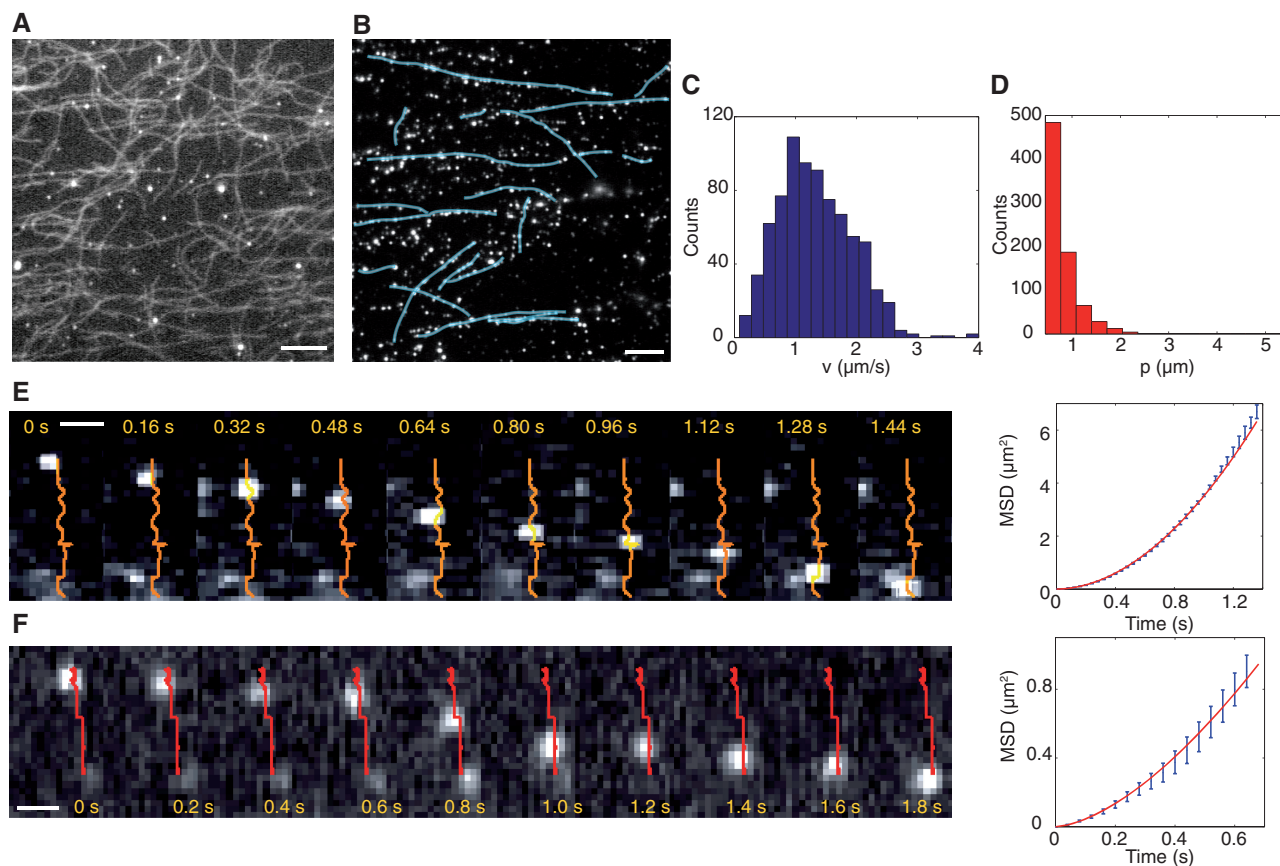 A
B
C
120
80
40
0
Counts
0 1 2 3 4
v (µm/s)
D
500
400
300
200
100
0
Counts
1 2 3 4 5
p (µm)
E
0 s 0.16 s 0.32 s 0.48 s 0.64 s 0.80 s 0.96 s 1.12 s 1.28 s 1.44 s
6
4
2
0
MSD (µm²)
0 0.4 0.8 1.2
Time (s)
F
0 s 0.2 s 0.4 s 0.6 s 0.8 s 1.0 s 1.2 s 1.4 s 1.6 s 1.8 s
0.8
0.4
0
MSD (µm²)
0 0.2 0.4 0.6
Time (s)